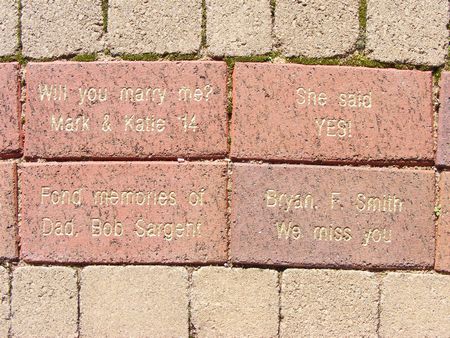 Will you marry me?
Mark & Katie '14
She said
YES!
Fond memories of
Dad, Bob Sargent
Bryan. F. Smith
We miss you